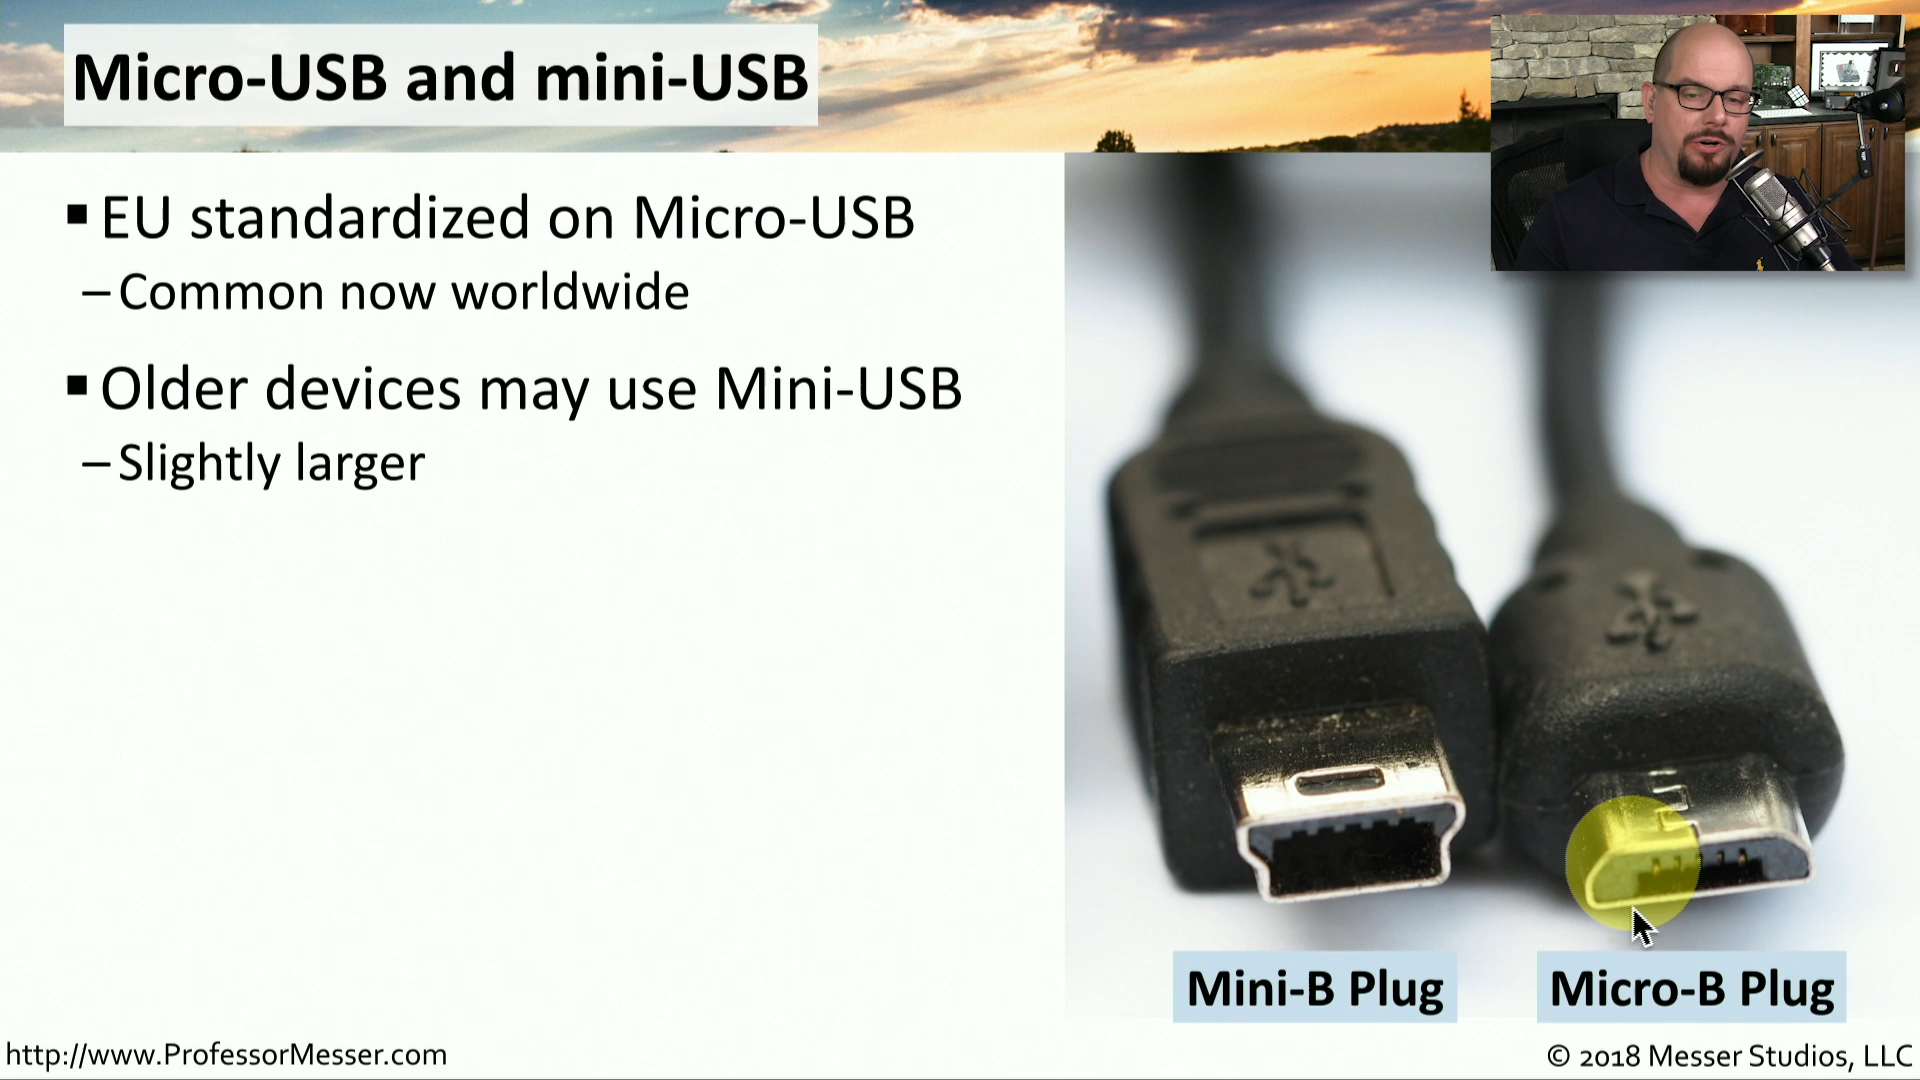 Micro-USB and mini-USB
▪ EU standardized on Micro-USB
– Common now worldwide
▪ Older devices may use Mini-USB
– Slightly larger
Mini-B Plug
Micro-B Plug
http://www.ProfessorMesser.com
© 2018 Messer Studios, LLC